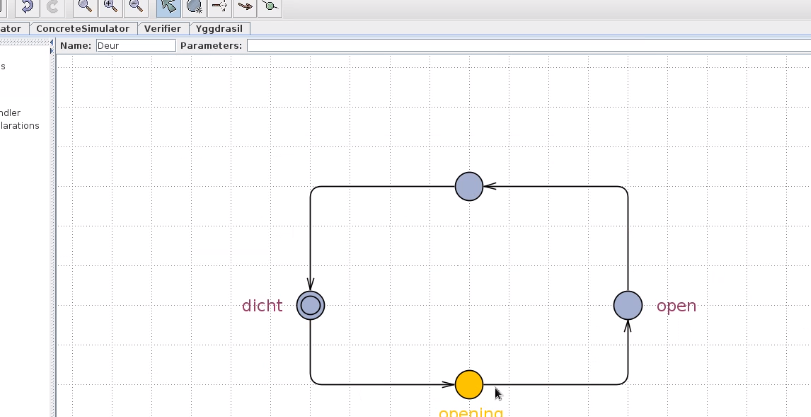 ator ConcreteSimulator Verifier Yggdrasil
Name: Deur Parameters:
s
ndler
larations
dicht
open
opening